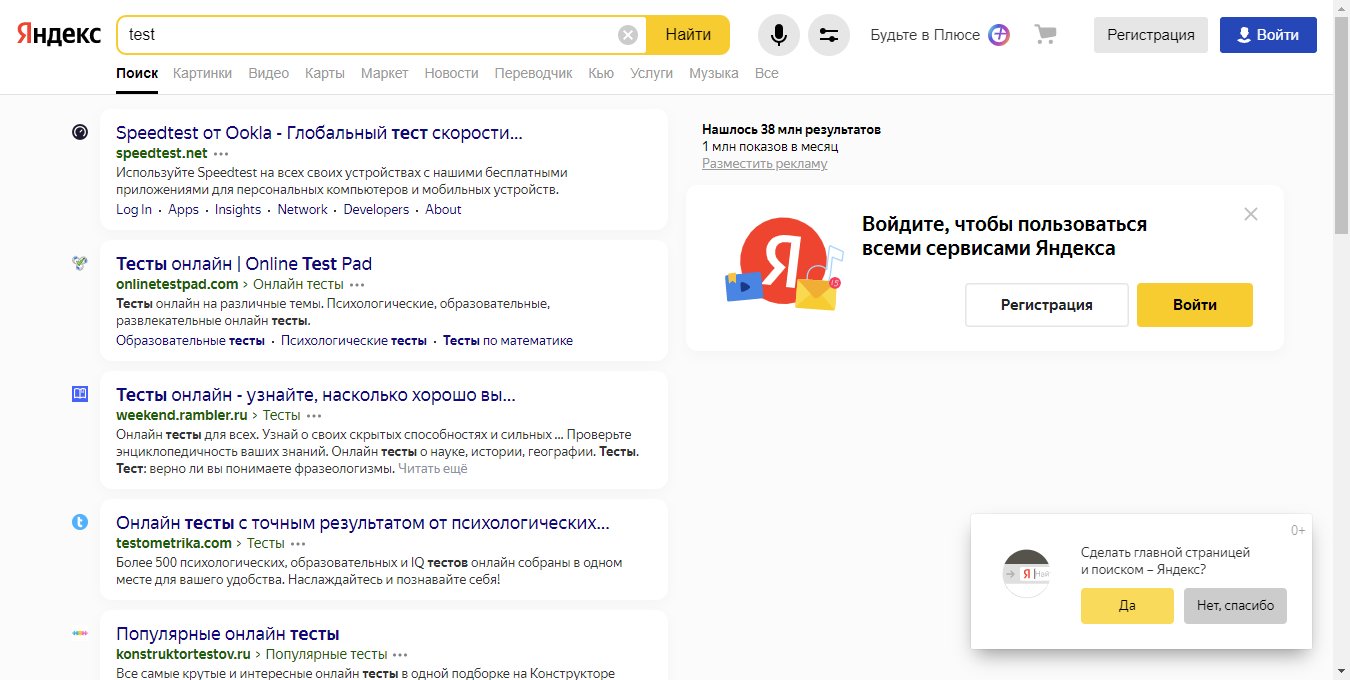 Яндекс
test
Найти
Будьте в Плюсе
Регистрация
Войти
Поиск Картинки Видео Карты Маркет Новости Переводчик Кью Услуги Музыка Все
Speedtest от Ookla - Глобальный тест скорости...
speedtest.net
Используйте Speedtest на всех своих устройствах с нашими бесплатными
приложениями для персональных компьютеров и мобильных устройств.
Log In · Apps · Insights · Network · Developers · About
Тесты онлайн | Online Test Pad
onlinetestpad.com › Онлайн тесты
Тесты онлайн на различные темы. Психологические, образовательные,
развлекательные онлайн тесты.
Образовательные тесты · Психологические тесты · Тесты по математике
Тесты онлайн - узнайте, насколько хорошо вы...
weekend.rambler.ru › Тесты
Онлайн тесты для всех. Узнай о своих скрытых способностях и сильных ... Проверьте
энциклопедичность ваших знаний. Онлайн тесты о науке, истории, географии. Тесты.
Тест: верно ли вы понимаете фразеологизмы. Читать ещё
Онлайн тесты с точным результатом от психологических...
testometrika.com › Тесты
Более 500 психологических, образовательных и IQ тестов онлайн собраны в одном
месте для вашего удобства. Наслаждайтесь и познавайте себя!
Популярные онлайн тесты
konstruktortestov.ru › Популярные тесты
Все самые крутые и интересные онлайн тесты в одной подборке на Конструкторе
Нашлось 38 млн результатов
1 млн показов в месяц
Разместить рекламу
Я
15
Войдите, чтобы пользоваться
всеми сервисами Яндекса
Регистрация
Войти
0+
Сделать главной страницей
и поиском – Яндекс?
Я Най
Да
Нет, спасибо